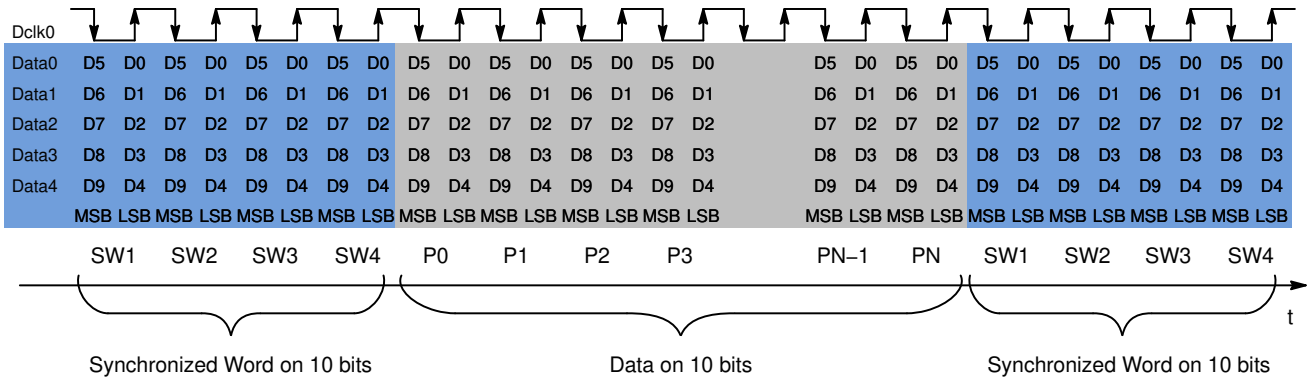 Dclk0
Data0 D5 D0 D5 D0 D5 D0 D5 D0 D5 D0 D5 D0 D5 D0 D5 D0 D5 D0 D5 D0 D5 D0 D5 D0 D5 D0 D5 D0
Data1 D6 D1 D6 D1 D6 D1 D6 D1 D6 D1 D6 D1 D6 D1 D6 D1 D6 D1 D6 D1 D6 D1 D6 D1 D6 D1 D6 D1
Data2 D7 D2 D7 D2 D7 D2 D7 D2 D7 D2 D7 D2 D7 D2 D7 D2 D7 D2 D7 D2 D7 D2 D7 D2 D7 D2 D7 D2
Data3 D8 D3 D8 D3 D8 D3 D8 D3 D8 D3 D8 D3 D8 D3 D8 D3 D8 D3 D8 D3 D8 D3 D8 D3 D8 D3 D8 D3
Data4 D9 D4 D9 D4 D9 D4 D9 D4 D9 D4 D9 D4 D9 D4 D9 D4 D9 D4 D9 D4 D9 D4 D9 D4 D9 D4 D9 D4
MSB LSB MSB LSB MSB LSB MSB LSB MSB LSB MSB LSB MSB LSB MSB LSB MSB LSB MSB LSB MSB LSB MSB LSB MSB LSB MSB LSB
SW1 SW2 SW3 SW4 P0 P1 P2 P3 PN−1 PN SW1 SW2 SW3 SW4
t
Synchronized Word on 10 bits Data on 10 bits Synchronized Word on 10 bits